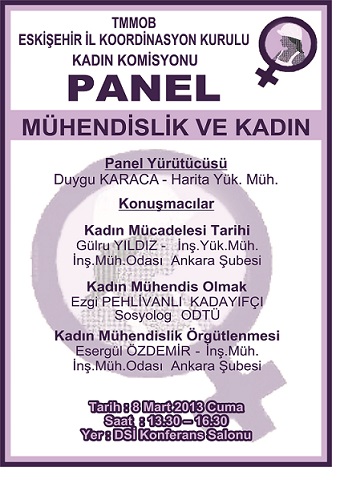 TMMOB
ESKİŞEHİR İL KOORDİNASYON KURULU
KADIN KOMİSYONU
PANEL
MÜHENDİSLİK VE KADIN
Panel Yürütücüsü
Duygu KARACA - Harita Yük. Müh.
Konuşmacılar
Kadın Mücadelesi Tarihi
Gülru YILDIZ - İnş.Yük.Müh.
İnş.Müh.Odası Ankara Şubesi
Kadın Mühendis Olmak
Ezgi PEHLİVANLI KADAYIFÇI
Sosyolog ODTÜ
Kadın Mühendislik Örgütlenmesi
Esergül ÖZDEMİR - İnş.Müh.
İnş.Müh.Odası Ankara Şubesi
Tarih : 8 Mart 2013 Cuma
Saat : 13.30 – 16.30
Yer : DSİ Konferans Salonu